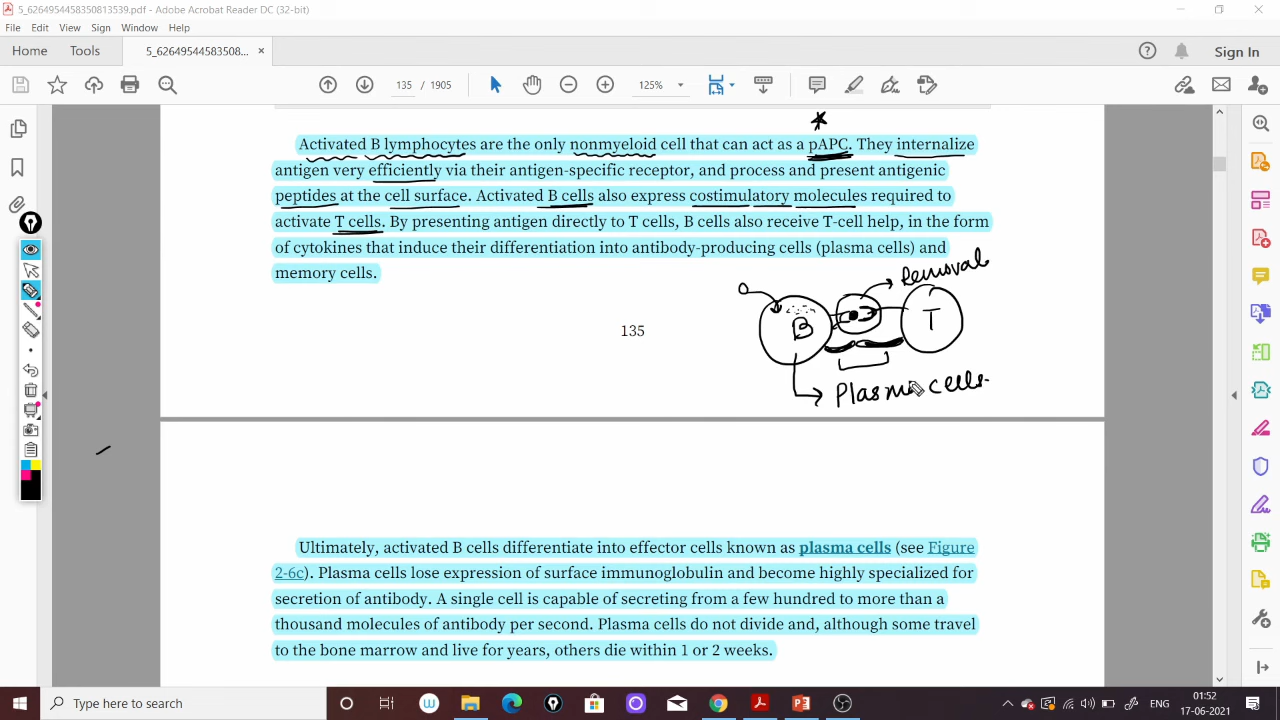 5_6264954458350813539.pdf - Adobe Acrobat Reader DC (32-bit)
File Edit View Sign Window Help
Home Tools 5_62649544583508... × Sign In
135 / 1905 125%
Activated B lymphocytes are the only nonmyeloid cell that can act as a pAPC. They internalize
antigen very efficiently via their antigen-specific receptor, and process and present antigenic
peptides at the cell surface. Activated B cells also express costimulatory molecules required to
activate T cells. By presenting antigen directly to T cells, B cells also receive T-cell help, in the form
of cytokines that induce their differentiation into antibody-producing cells (plasma cells) and
memory cells.
Removal
135
B T
Plasma cells.
Ultimately, activated B cells differentiate into effector cells known as plasma cells (see Figure
2-6c). Plasma cells lose expression of surface immunoglobulin and become highly specialized for
secretion of antibody. A single cell is capable of secreting from a few hundred to more than a
thousand molecules of antibody per second. Plasma cells do not divide and, although some travel
to the bone marrow and live for years, others die within 1 or 2 weeks.
Type here to search
ENG
01:52
17-06-2021